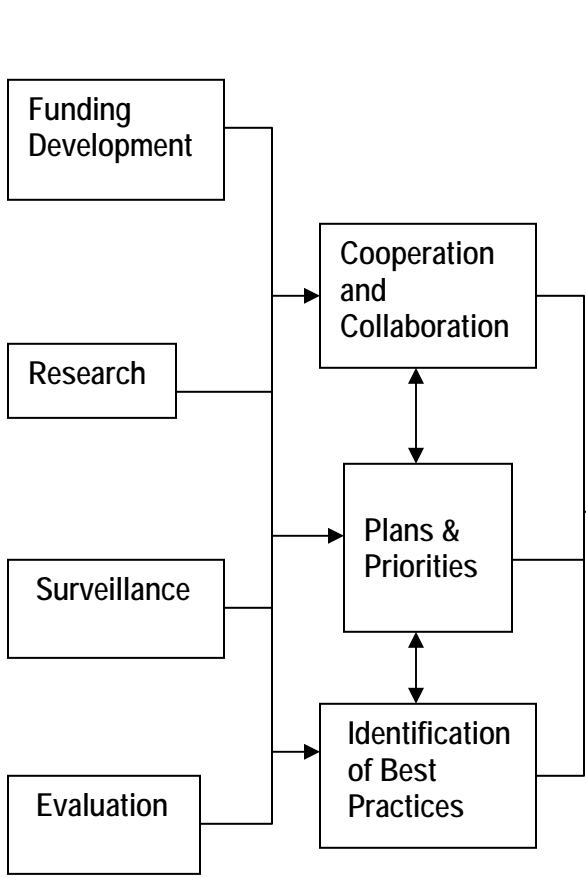 Funding
Development
Research
Surveillance
Evaluation
Cooperation
and
Collaboration
Plans &
Priorities
Identification
of Best
Practices